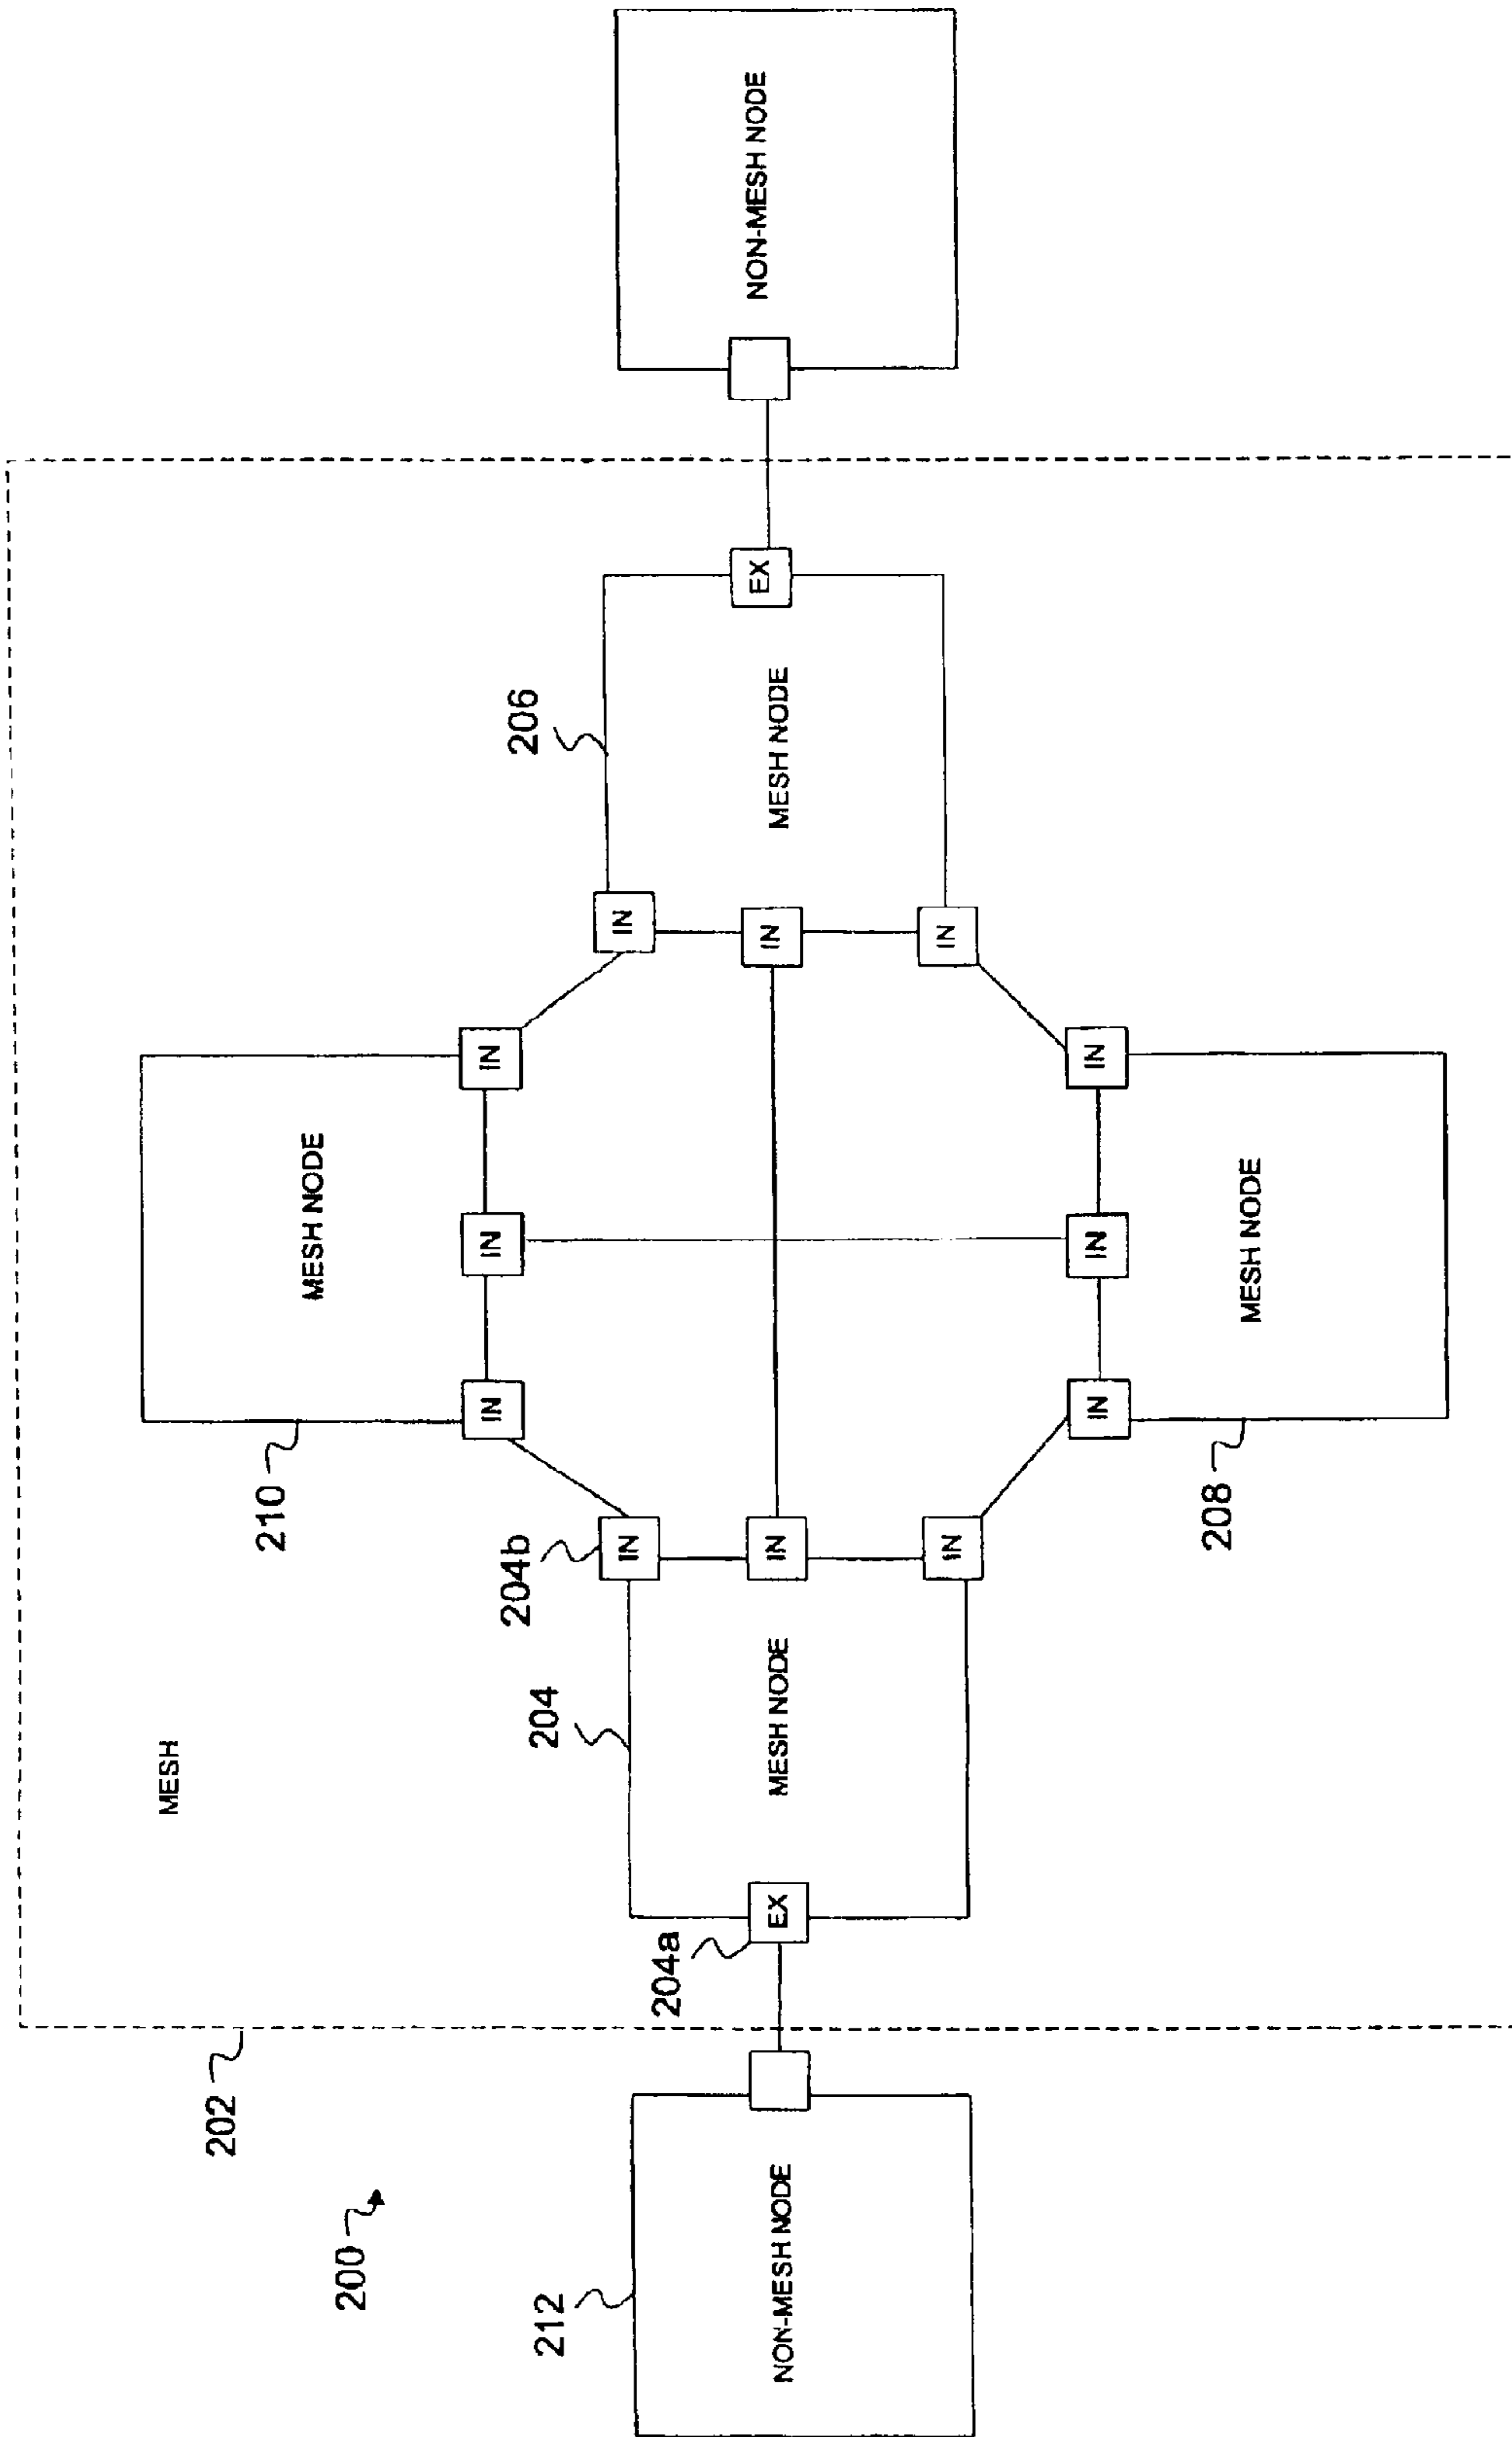 MESH
202
200
210
MESH NODE
IN
IN
IN
204b
IN
204
206
IN
212
204a
NON-MESH NODE
EX
MESH NODE
IN
IN
MESH NODE
EX
NON-MESH NODE
IN
IN
IN
IN
IN
208
MESH NODE